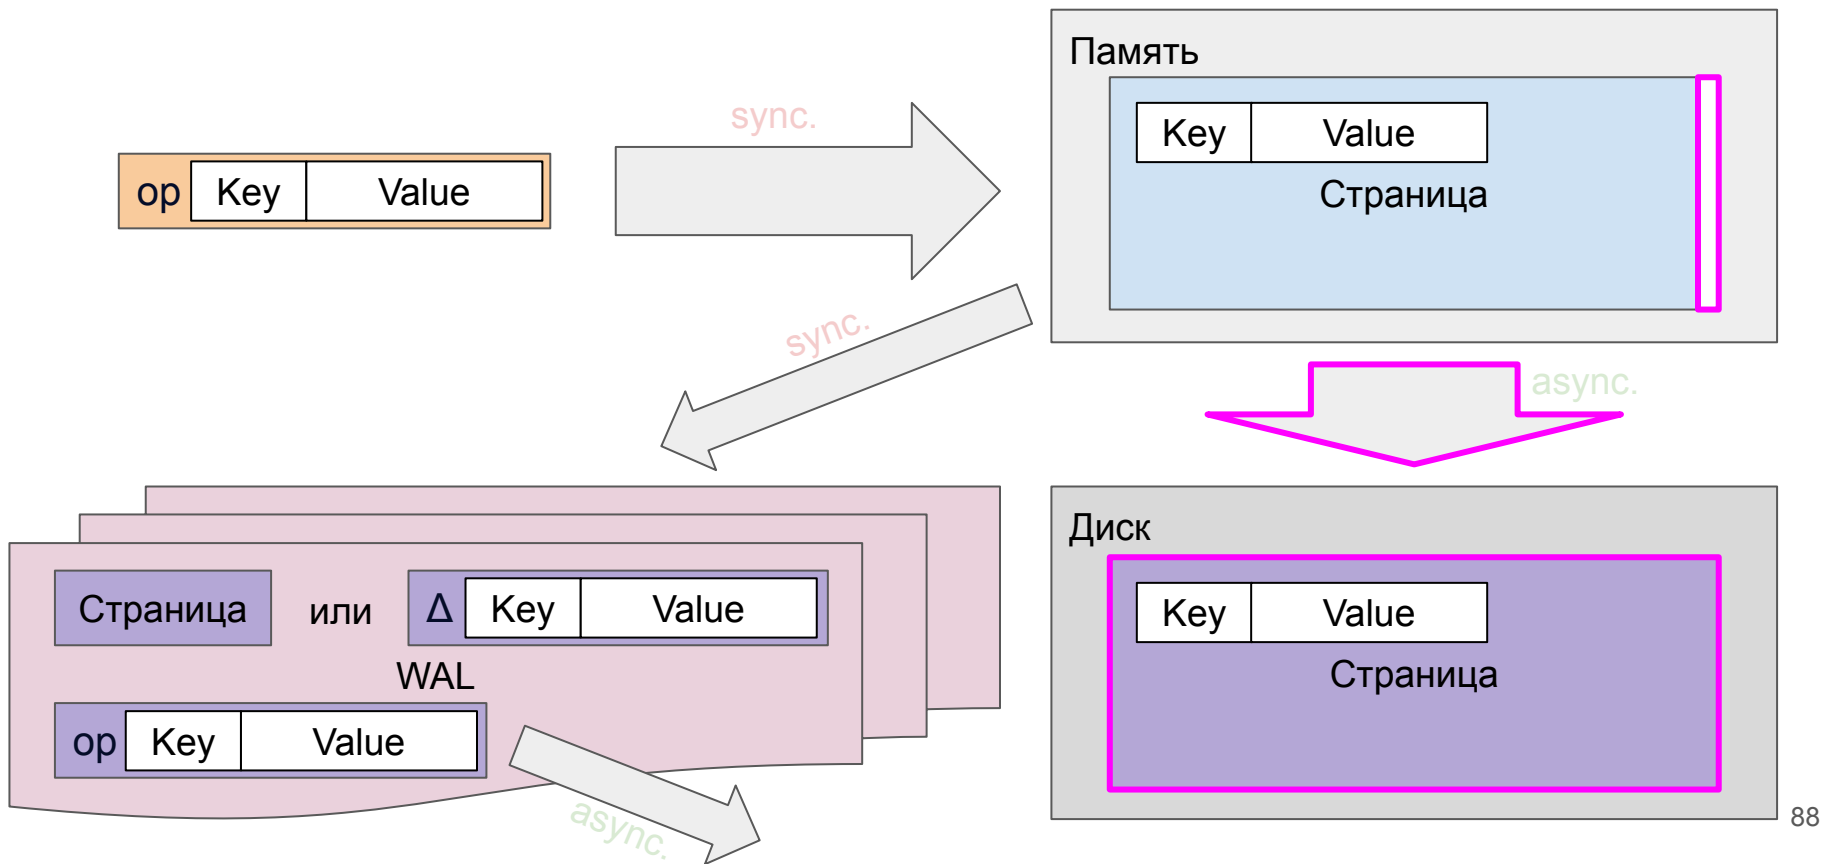 Память
sync.
Key Value
op Key Value
Страница
sync.
async.
Диск
Страница или Δ Key Value
Key Value
WAL
Страница
op Key Value
async.
88